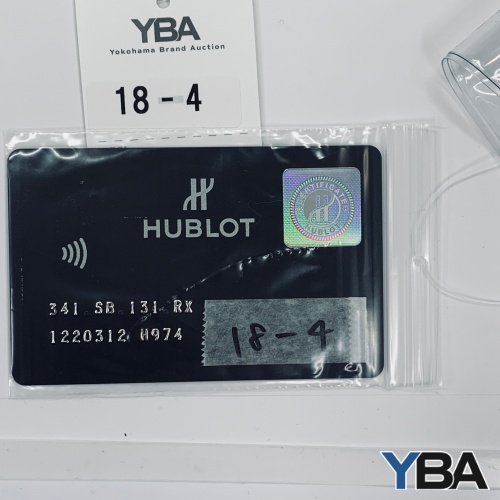 YBA
Yokohama Brand Auction
18-4
HUBLOT
CERTIFICATE
HUBLOT
341 SB 131 RX
1220312 H974
18-4
YBA